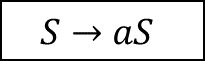 S → aS